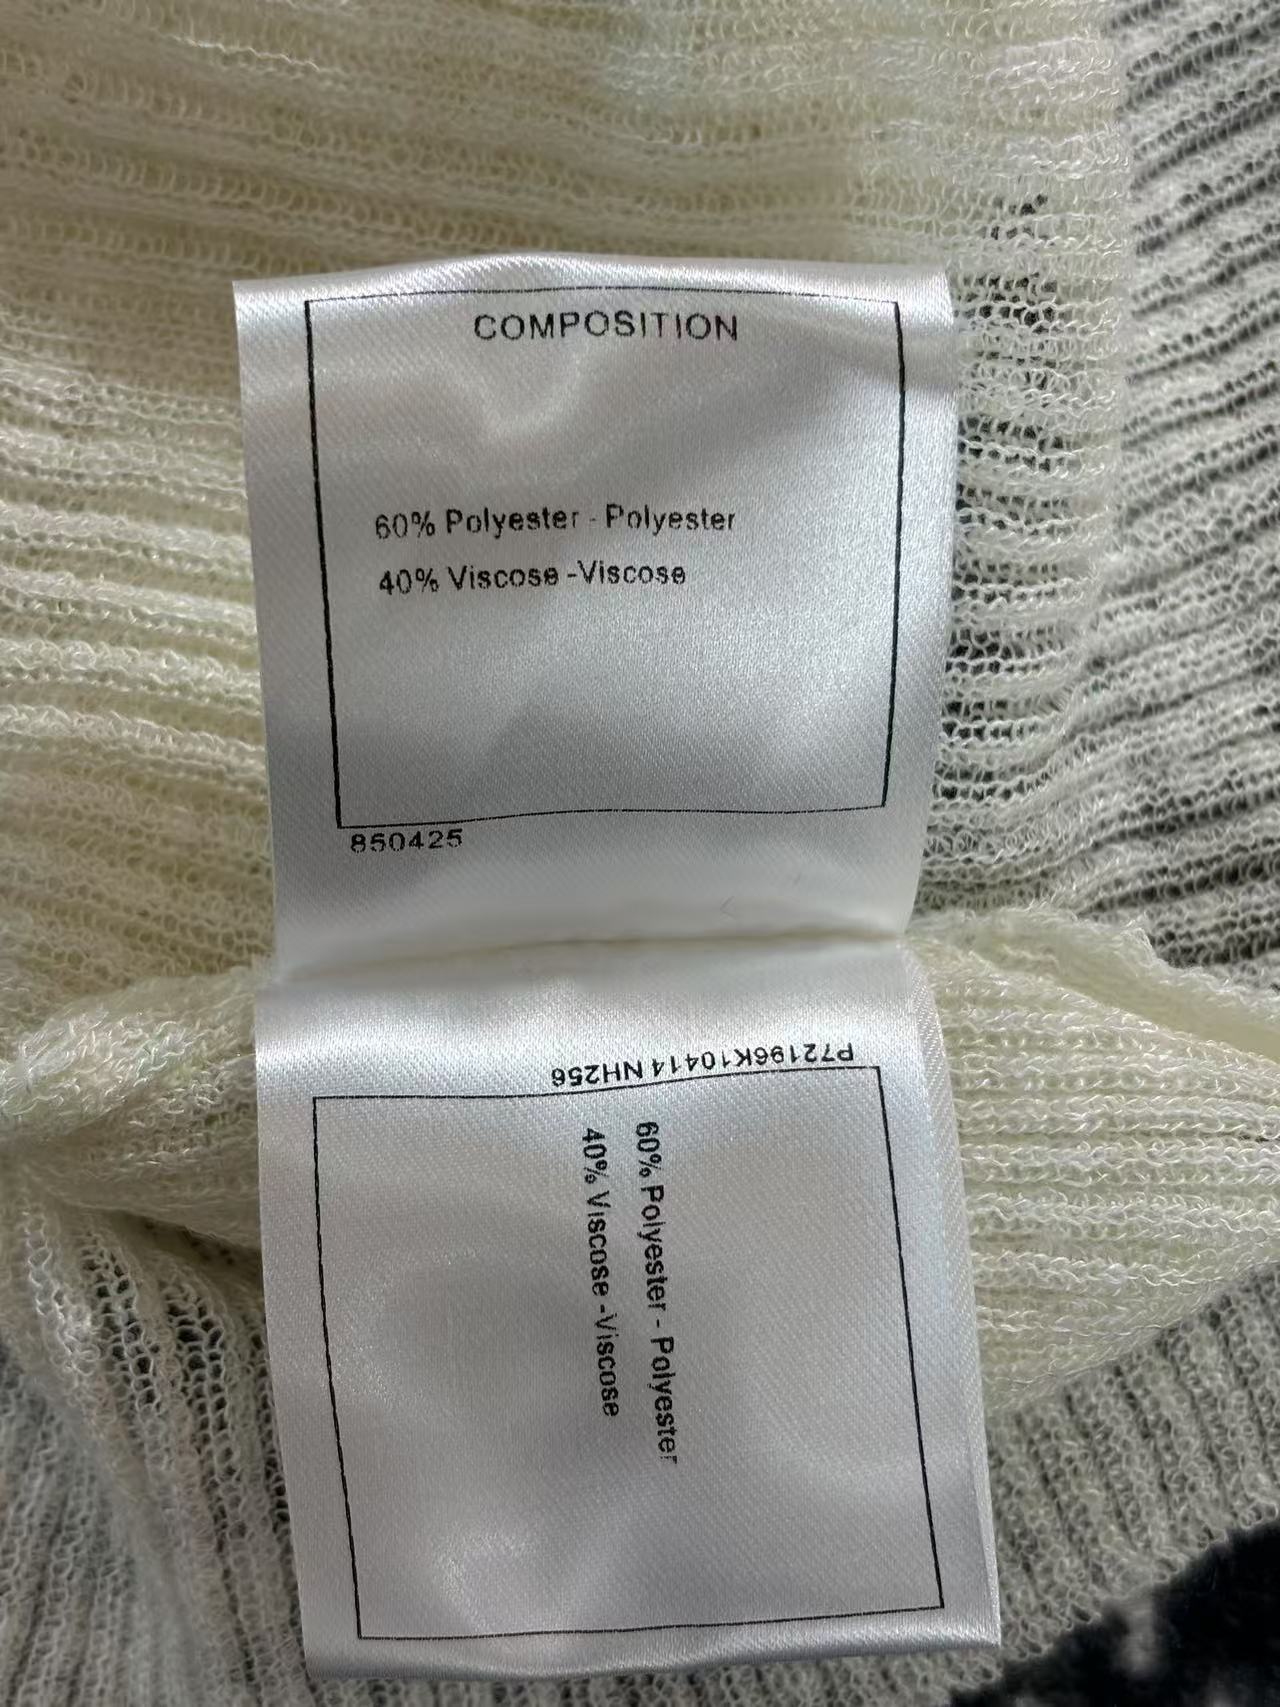 COMPOSITION
60% Polyester - Polyester
40% Viscose -Viscose
850425
P72196K10414 NH256
60% Polyester - Polyester
40% Viscose -Viscose